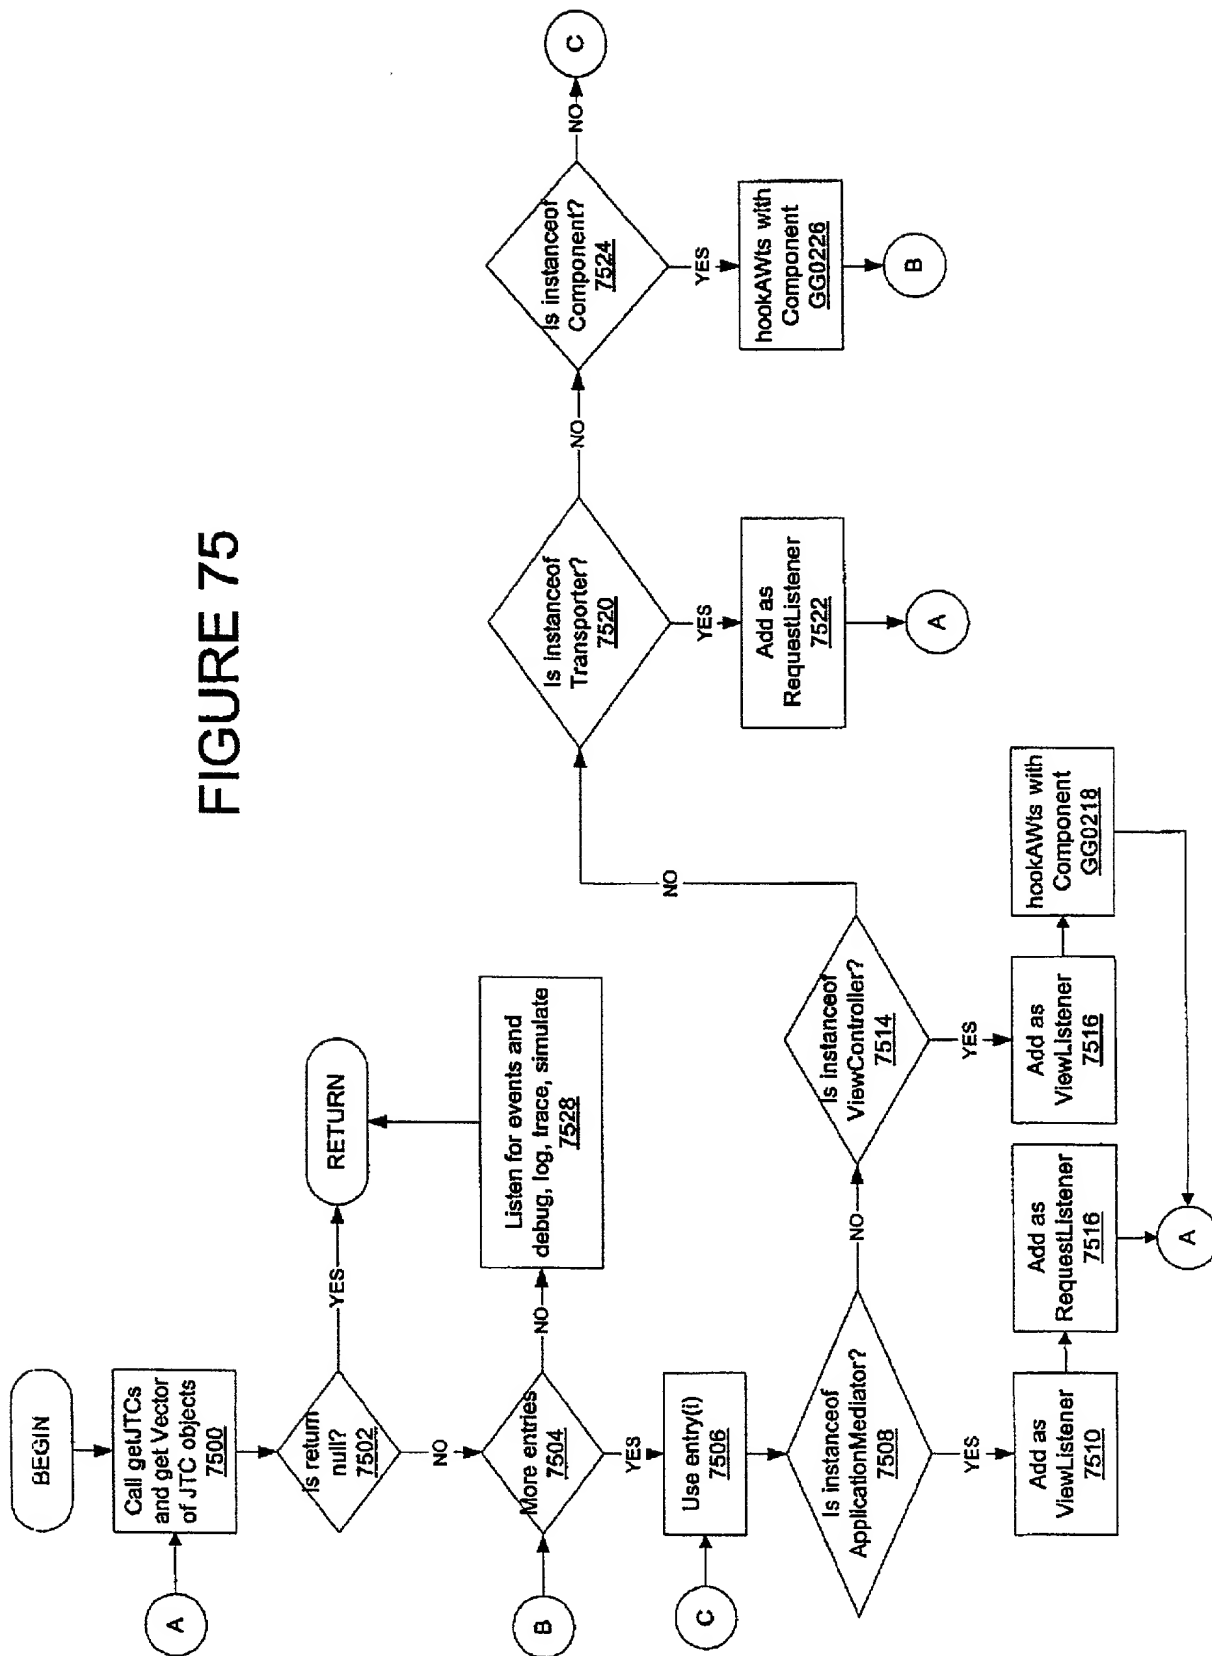 FIGURE 75
BEGIN
A
Call getJTCs
and get Vector
of JTC objects
7500
Is return
null?
7502
YES
RETURN
NO
B
More entries
7504
NO
Listen for events and
debug, log, trace, simulate
7528
YES
C
Use entry(i)
7506
Is instanceof
ApplicationMediator?
7508
YES
Add as
ViewListener
7510
Add as
RequestListener
7516
A
NO
Is instanceof
ViewController?
7514
YES
Add as
ViewListener
7516
hookAWts with
Component
GG0218
NO
Is instanceof
Transporter?
7520
YES
Add as
RequestListener
7522
A
NO
Is instanceof
Component?
7524
YES
hookAWts with
Component
GG0226
B
NO
C